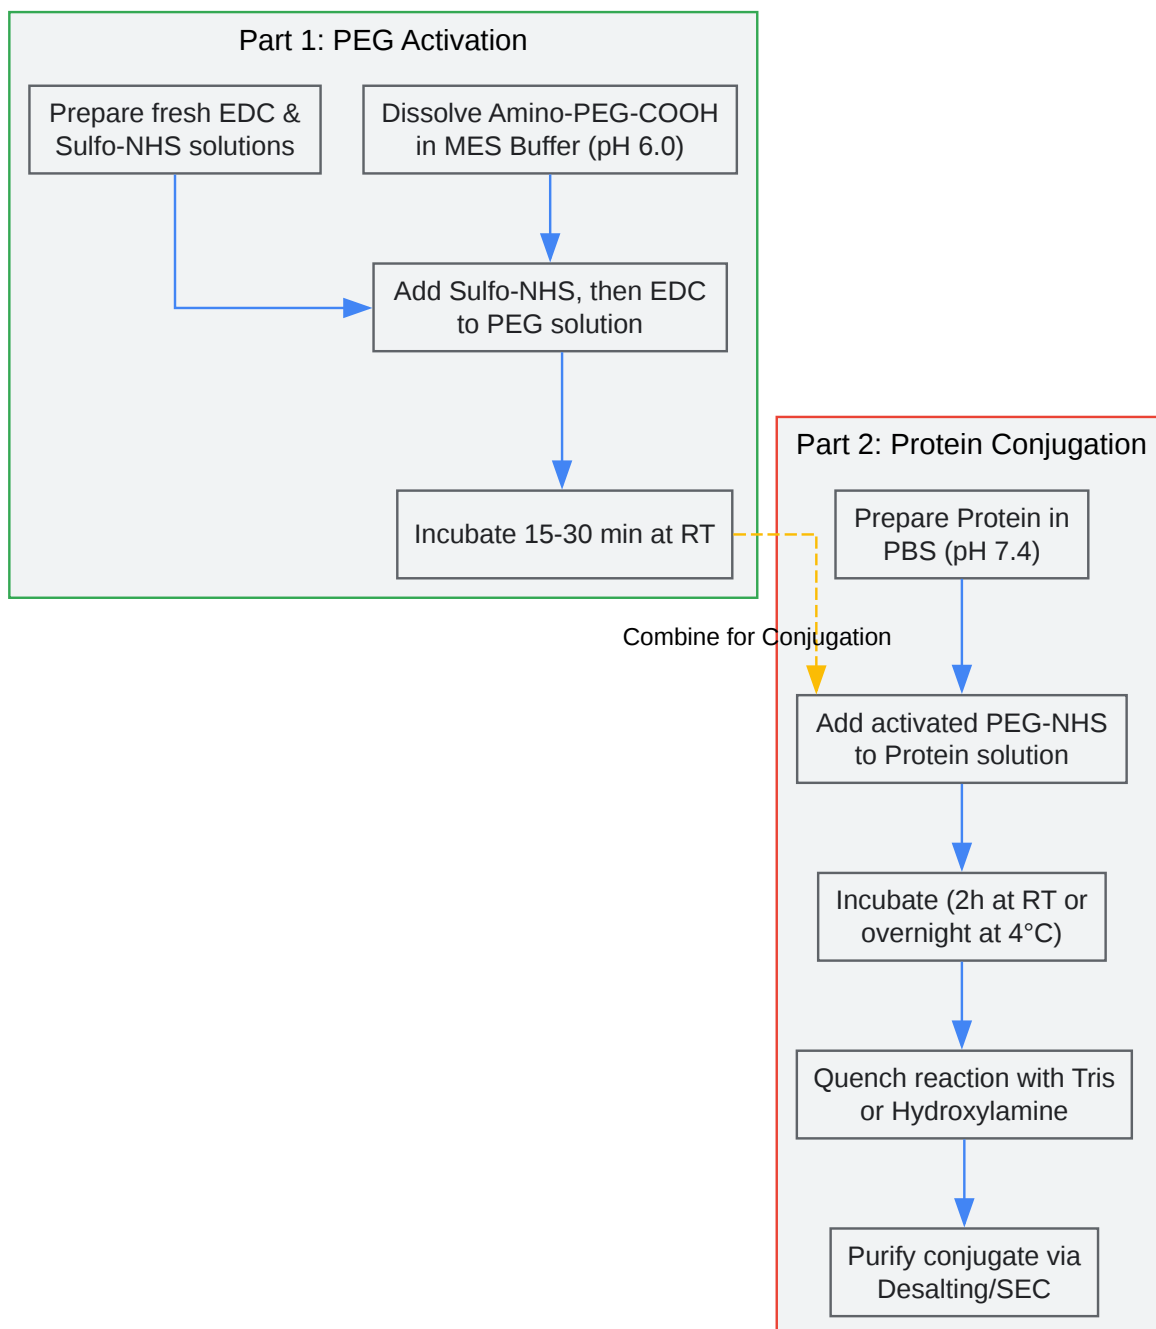 Part 1: PEG Activation
Prepare fresh EDC &
Sulfo-NHS solutions
Dissolve Amino-PEG-COOH
in MES Buffer (pH 6.0)
Add Sulfo-NHS, then EDC
to PEG solution
Incubate 15-30 min at RT
Combine for Conjugation
Part 2: Protein Conjugation
Prepare Protein in
PBS (pH 7.4)
Add activated PEG-NHS
to Protein solution
Incubate (2h at RT or
overnight at 4°C)
Quench reaction with Tris
or Hydroxylamine
Purify conjugate via
Desalting/SEC